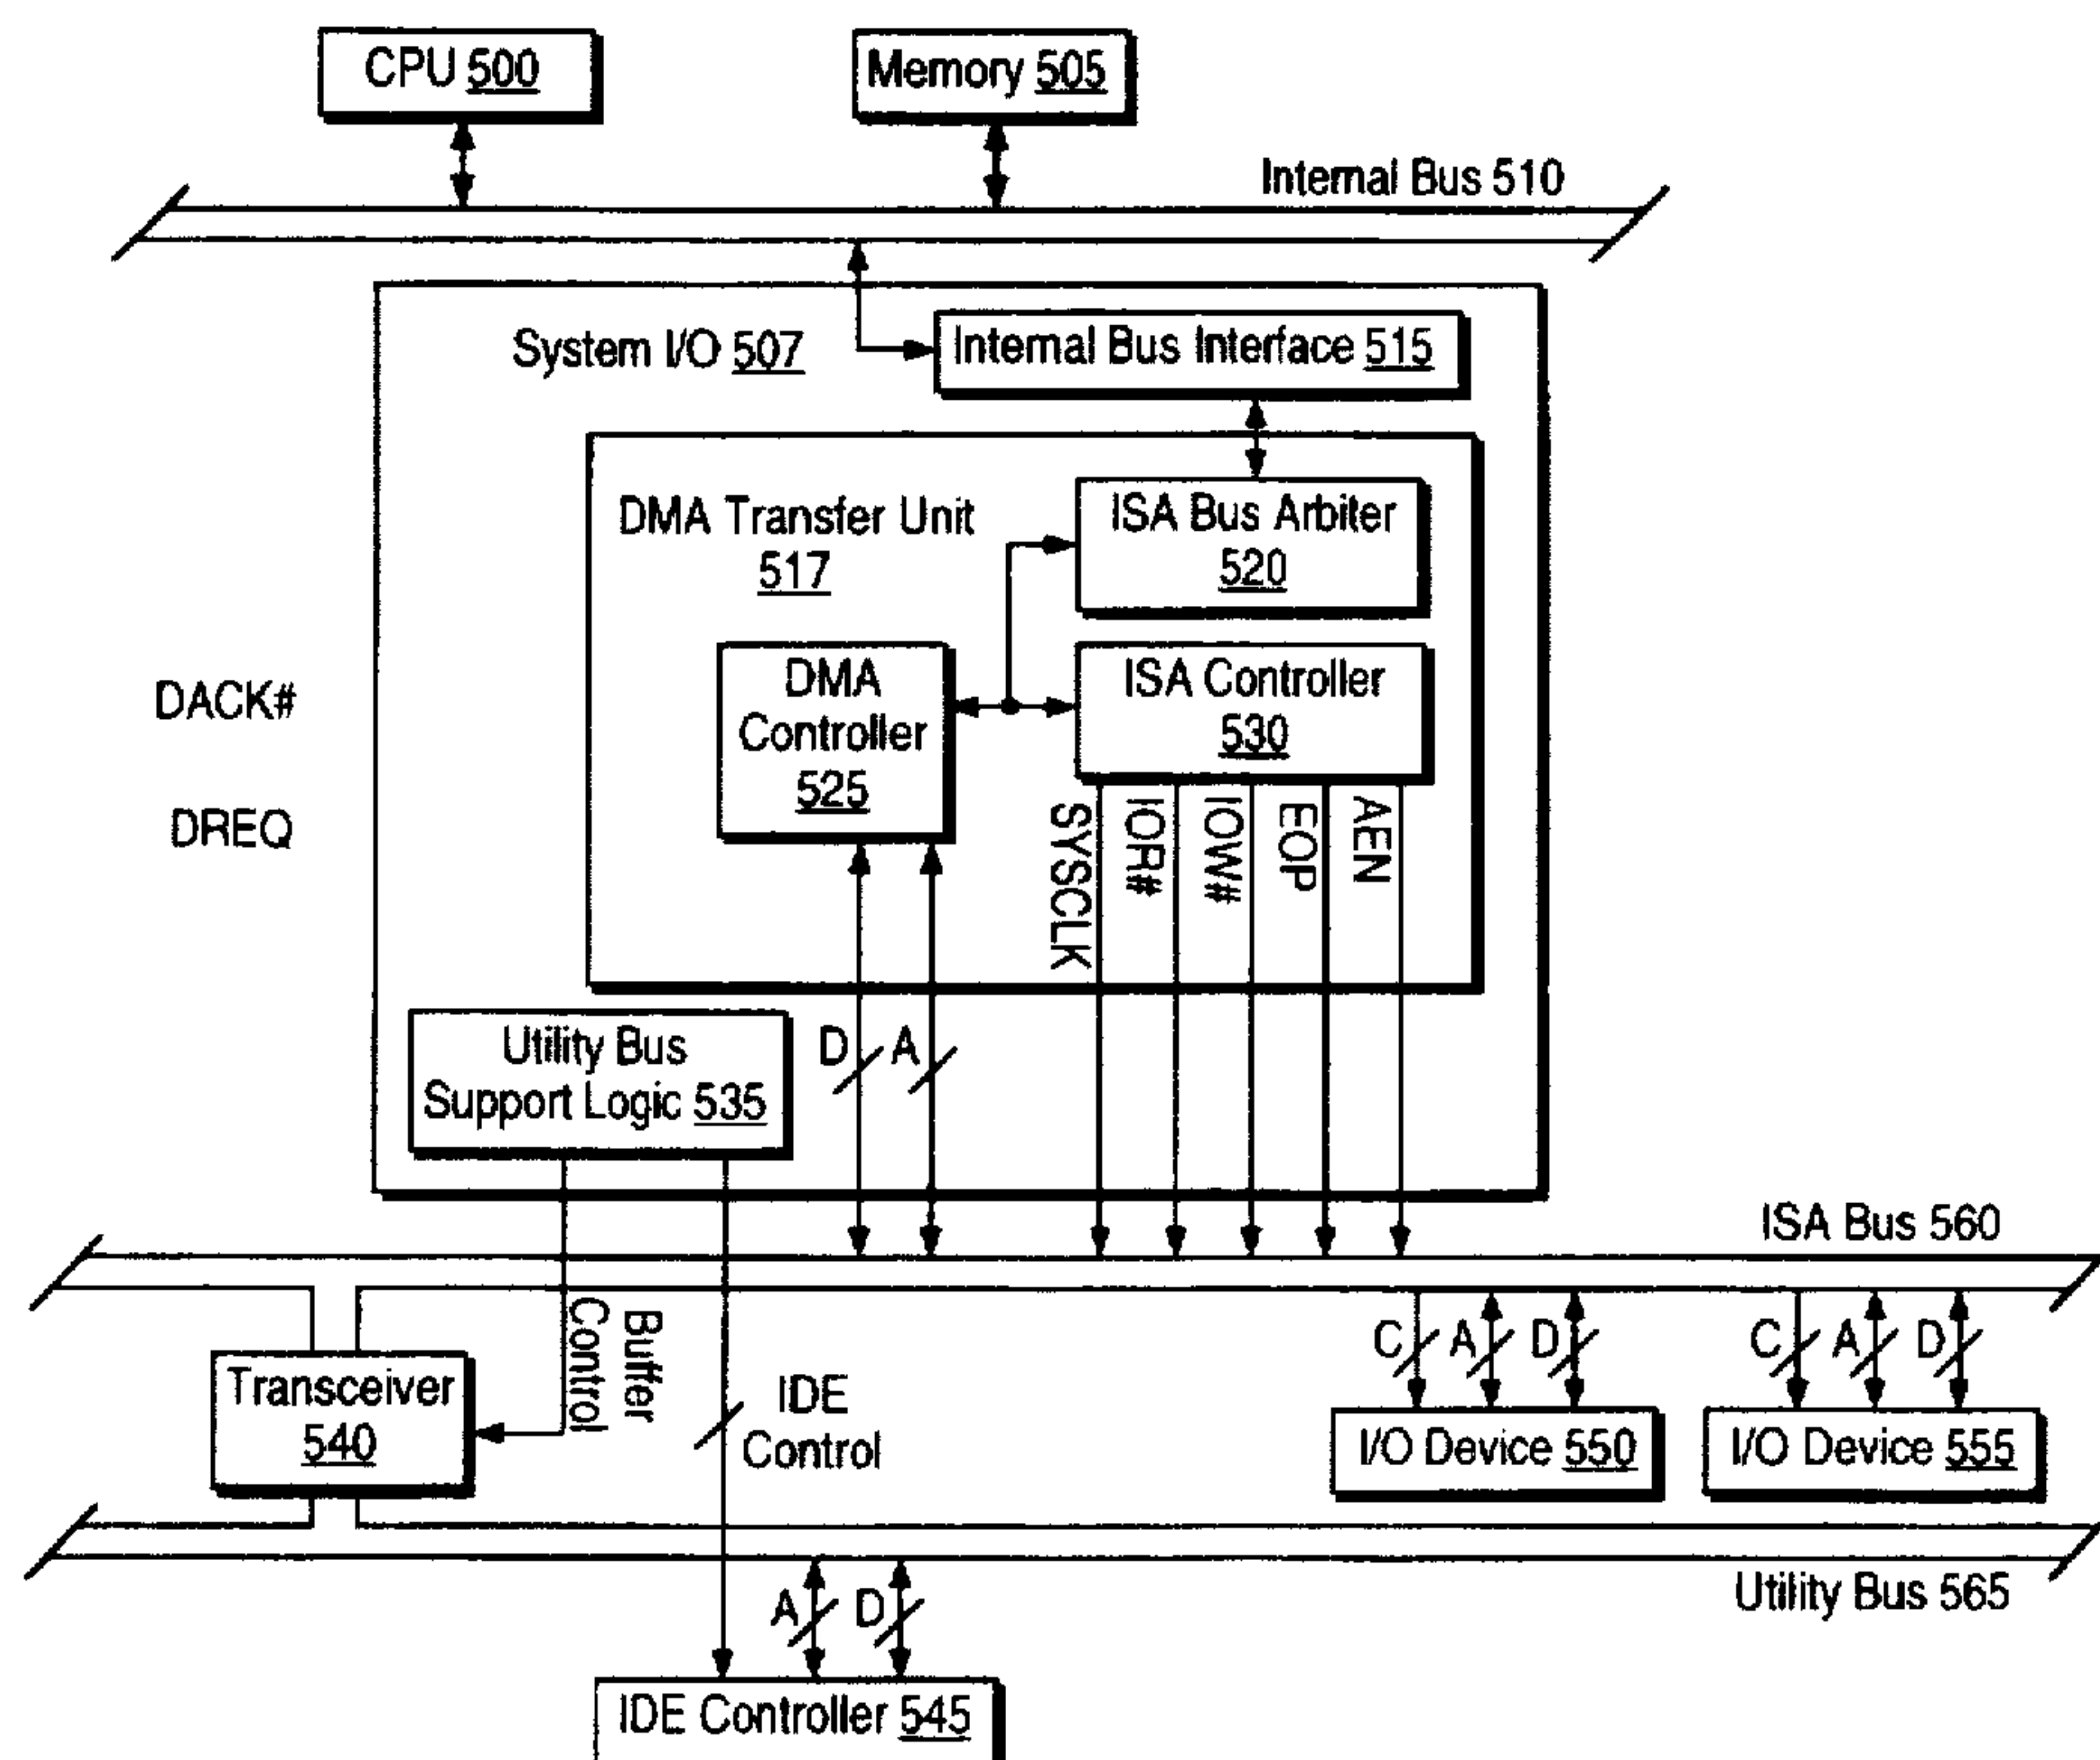 CPU 500
Memory 505
Internal Bus 510
System I/O 507
Internal Bus Interface 515
DMA Transfer Unit
517
ISA Bus Arbiter
520
DACK#
DREQ
DMA
Controller
525
ISA Controller
530
SYSCLK
IOR#
IOW#
EOP
AEN
Utility Bus
Support Logic 535
D
A
ISA Bus 560
Transceiver
540
Buffer
Control
IDE
Control
C
A
D
C
A
D
I/O Device 550
I/O Device 555
Utility Bus 565
A
D
IDE Controller 545